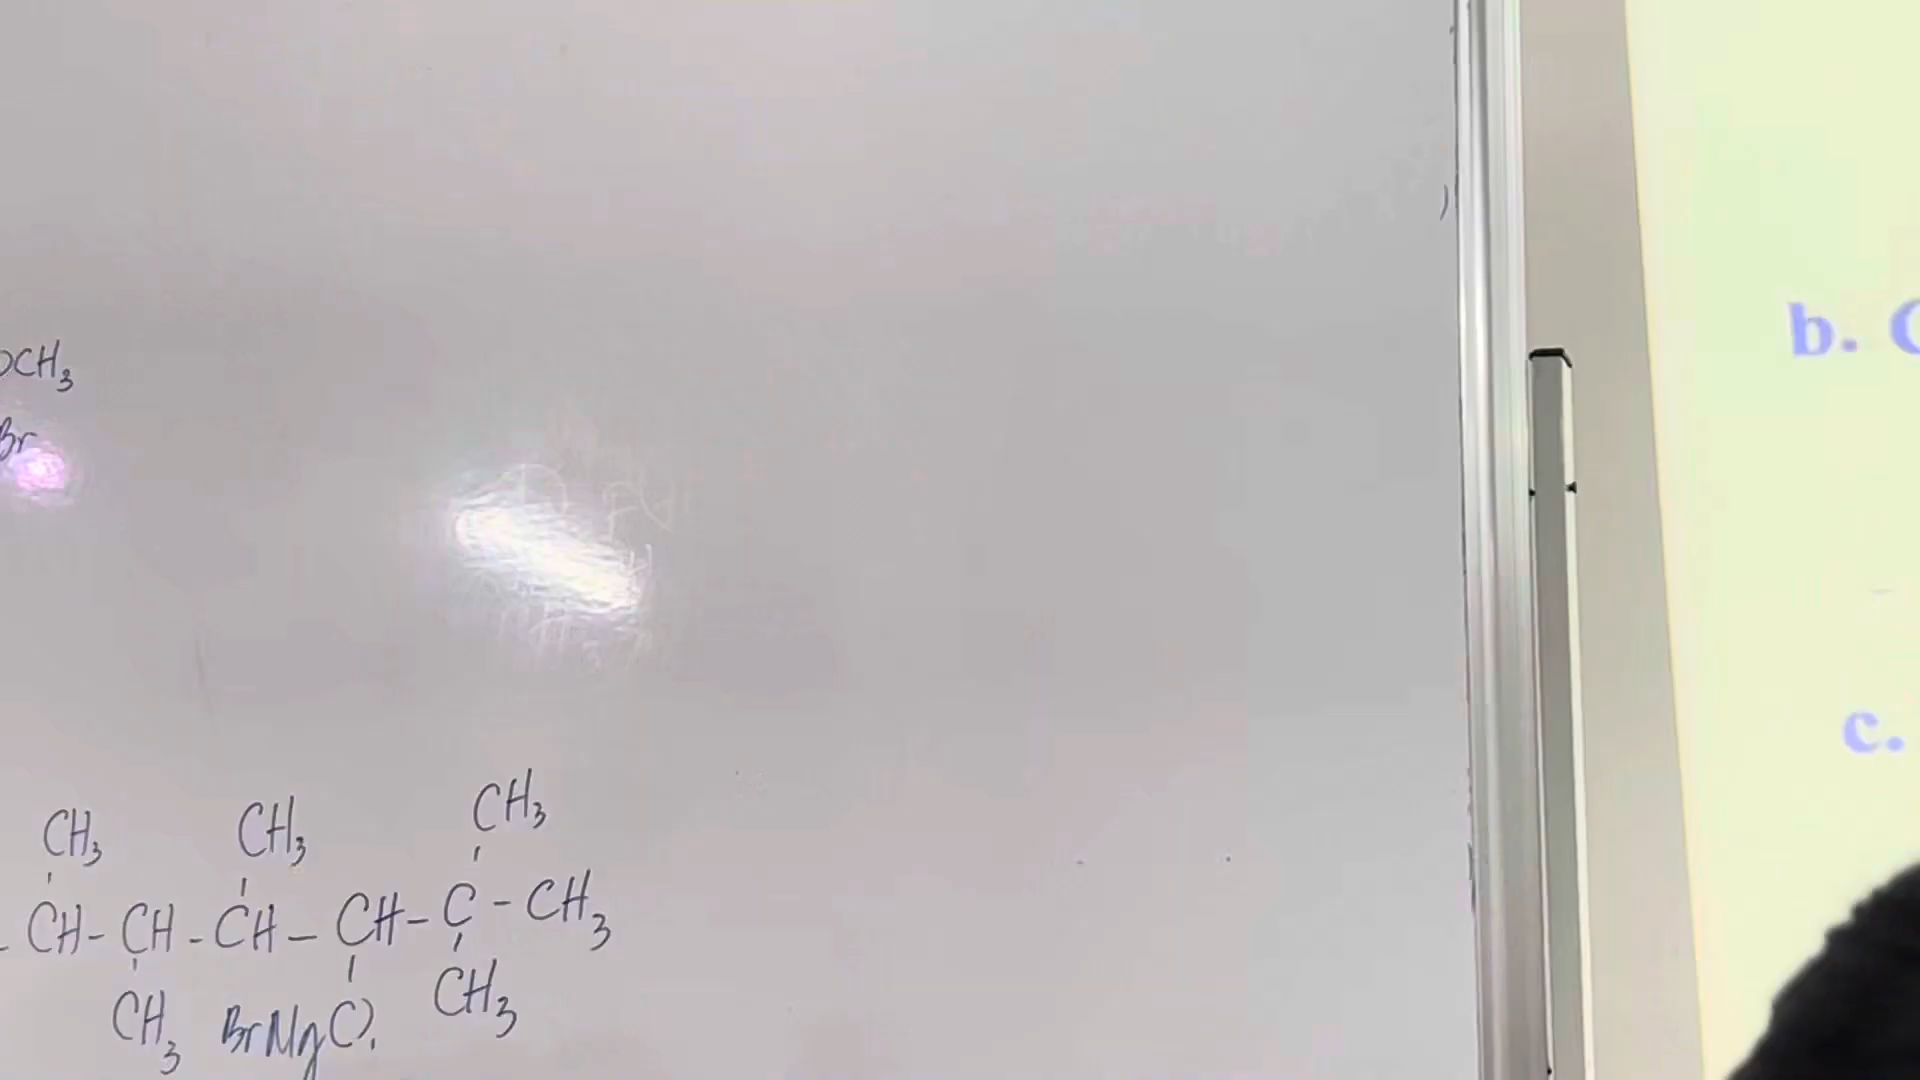 OCH₃
Br
b.
c.
CH₃ CH₃ CH₃
- CH - CH - CH - CH - C - CH₃
CH₃ BrMgO CH₃